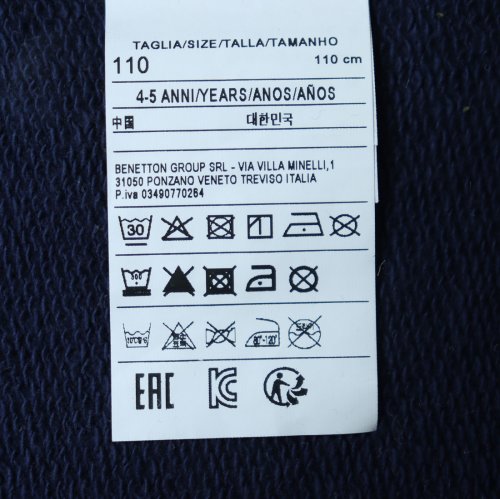 TAGLIA/SIZE/TALLA/TAMANHO
110 110 cm
4-5 ANNI/YEARS/ANOS/AÑOS
中国 대한민국
BENETTON GROUP SRL - VIA VILLA MINELLI,1
31050 PONZANO VENETO TREVISO ITALIA
P.iva 03490770264
30
EAC